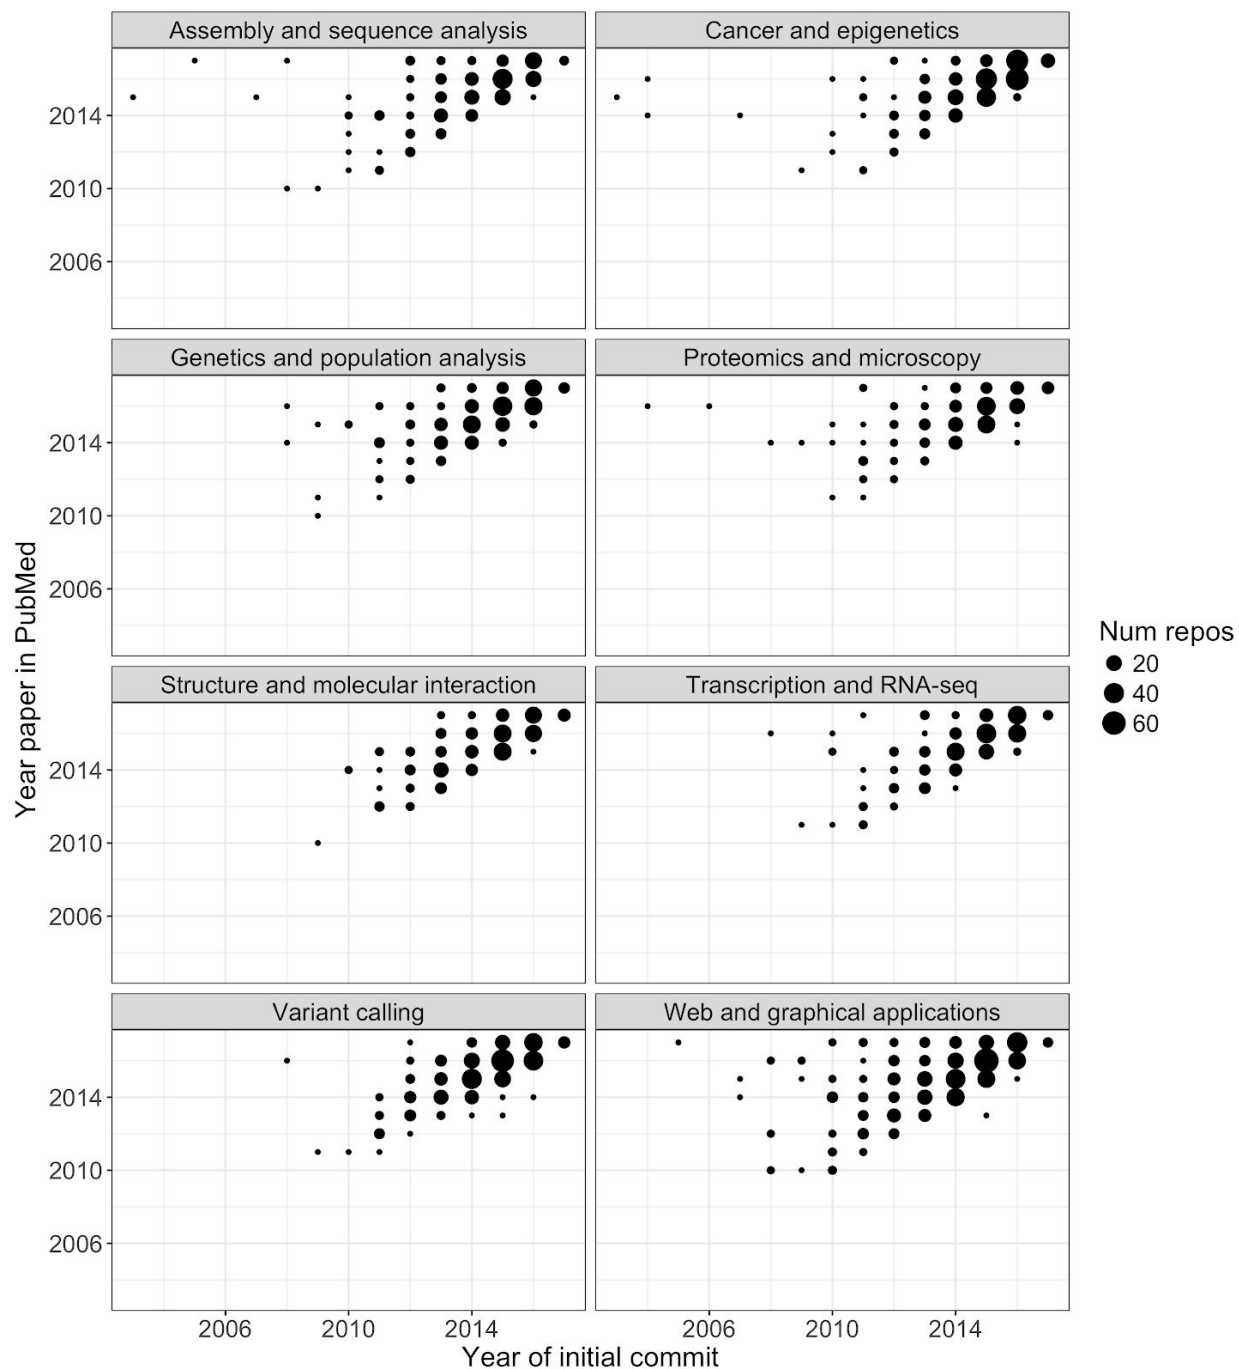 Assembly and sequence analysis
Cancer and epigenetics
2014
2010
2006
Genetics and population analysis
Proteomics and microscopy
2014
2010
2006
Year paper in PubMed
Num repos
20
40
60
Structure and molecular interaction
Transcription and RNA-seq
2014
2010
2006
Variant calling
Web and graphical applications
2014
2010
2006
2006 2010 2014 2006 2010 2014
Year of initial commit